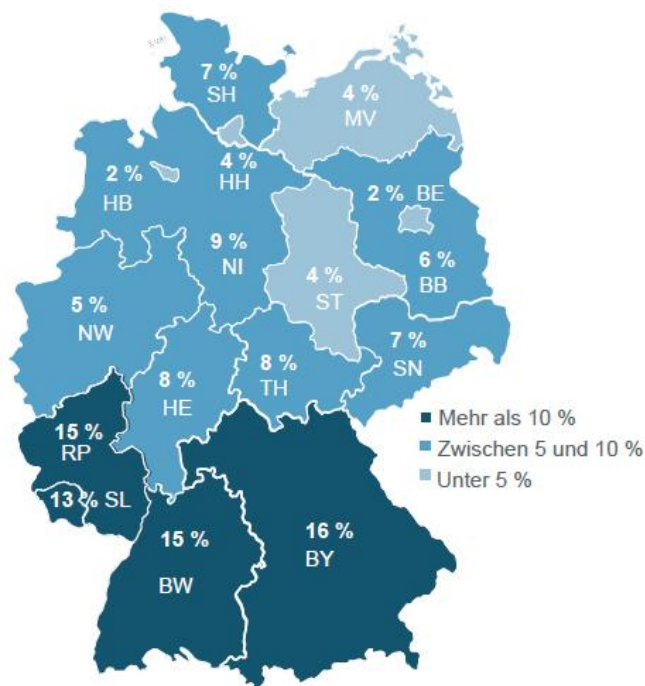 7 %
SH
4 %
MV
4 %
HH
2 %
HB
2 % BE
9 %
NI
6 %
BB
4 %
ST
5 %
NW
7 %
SN
8 %
TH
8 %
HE
Mehr als 10 %
Zwischen 5 und 10 %
Unter 5 %
15 %
RP
13 % SL
16 %
BY
15 %
BW